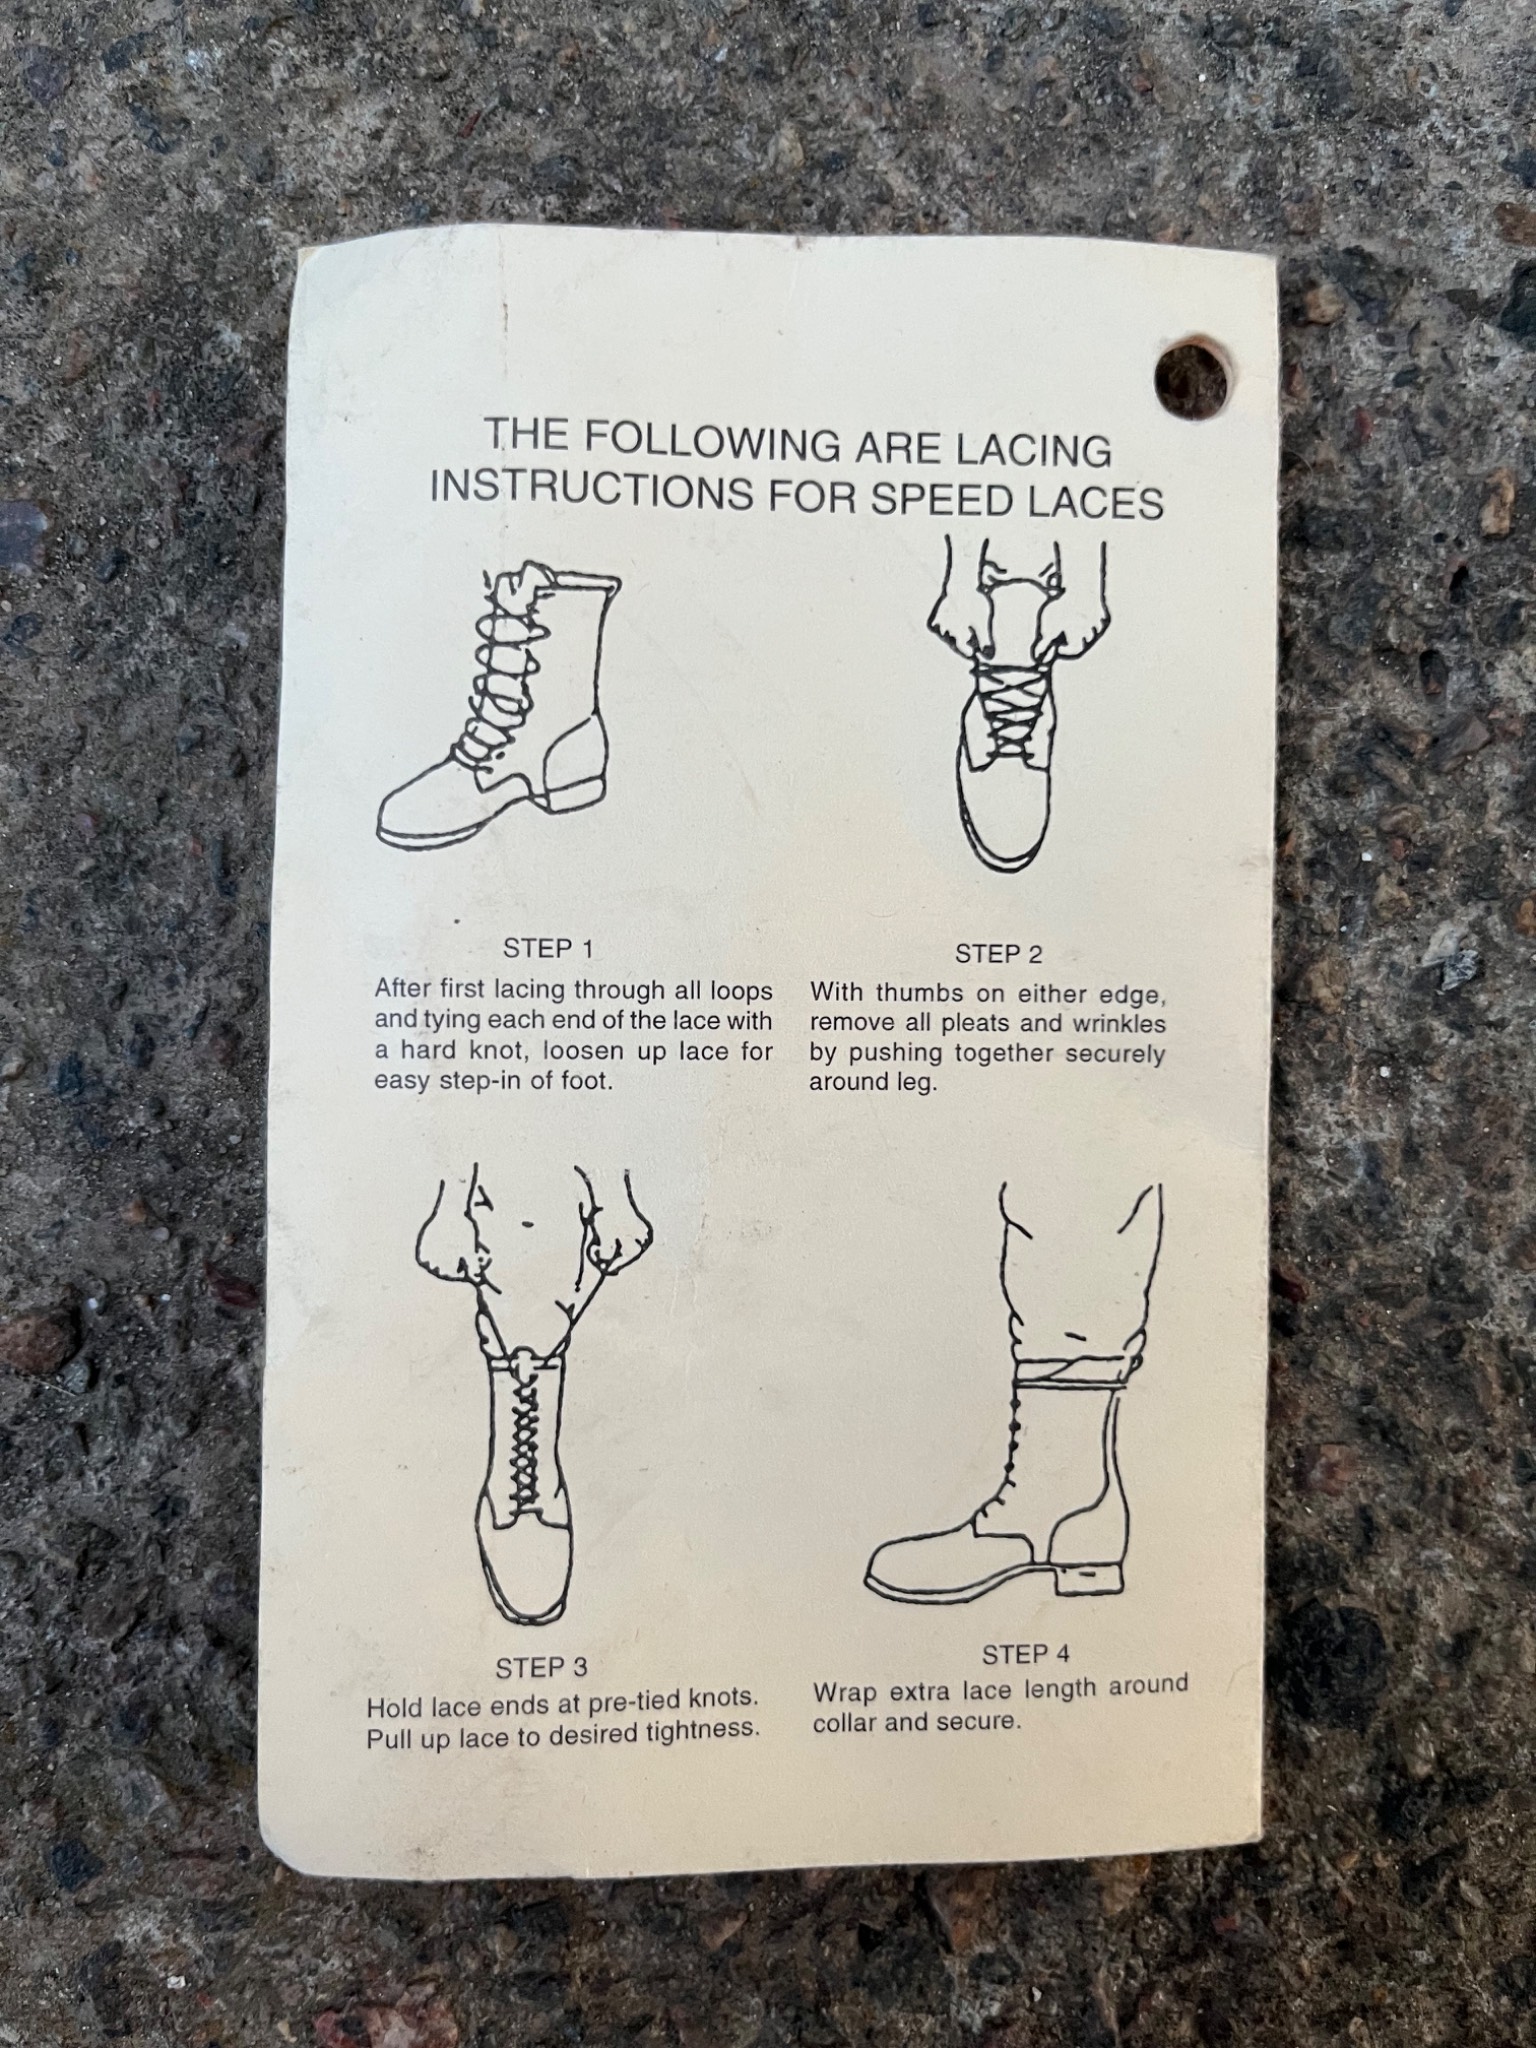 THE FOLLOWING ARE LACING
INSTRUCTIONS FOR SPEED LACES
STEP 1
After first lacing through all loops
and tying each end of the lace with
a hard knot, loosen up lace for
easy step-in of foot.
STEP 2
With thumbs on either edge,
remove all pleats and wrinkles
by pushing together securely
around leg.
STEP 3
Hold lace ends at pre-tied knots.
Pull up lace to desired tightness.
STEP 4
Wrap extra lace length around
collar and secure.